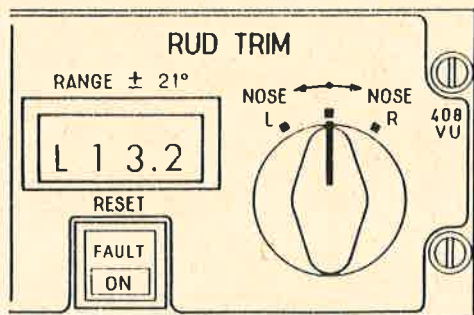 RUD TRIM
RANGE ± 21°
NOSE L
NOSE R
408 VU
L 1 3.2
RESET
FAULT
ON